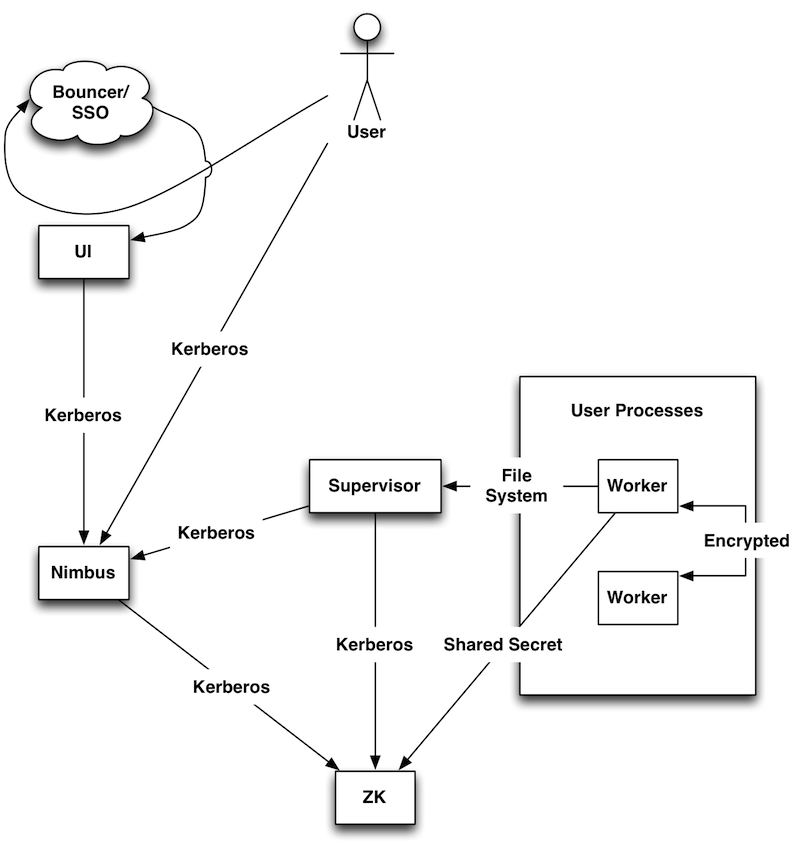 Bouncer/
SSO
User
UI
Kerberos
Kerberos
User Processes
Supervisor
File
System
Worker
Kerberos
Encrypted
Nimbus
Worker
Kerberos
Shared Secret
Kerberos
ZK